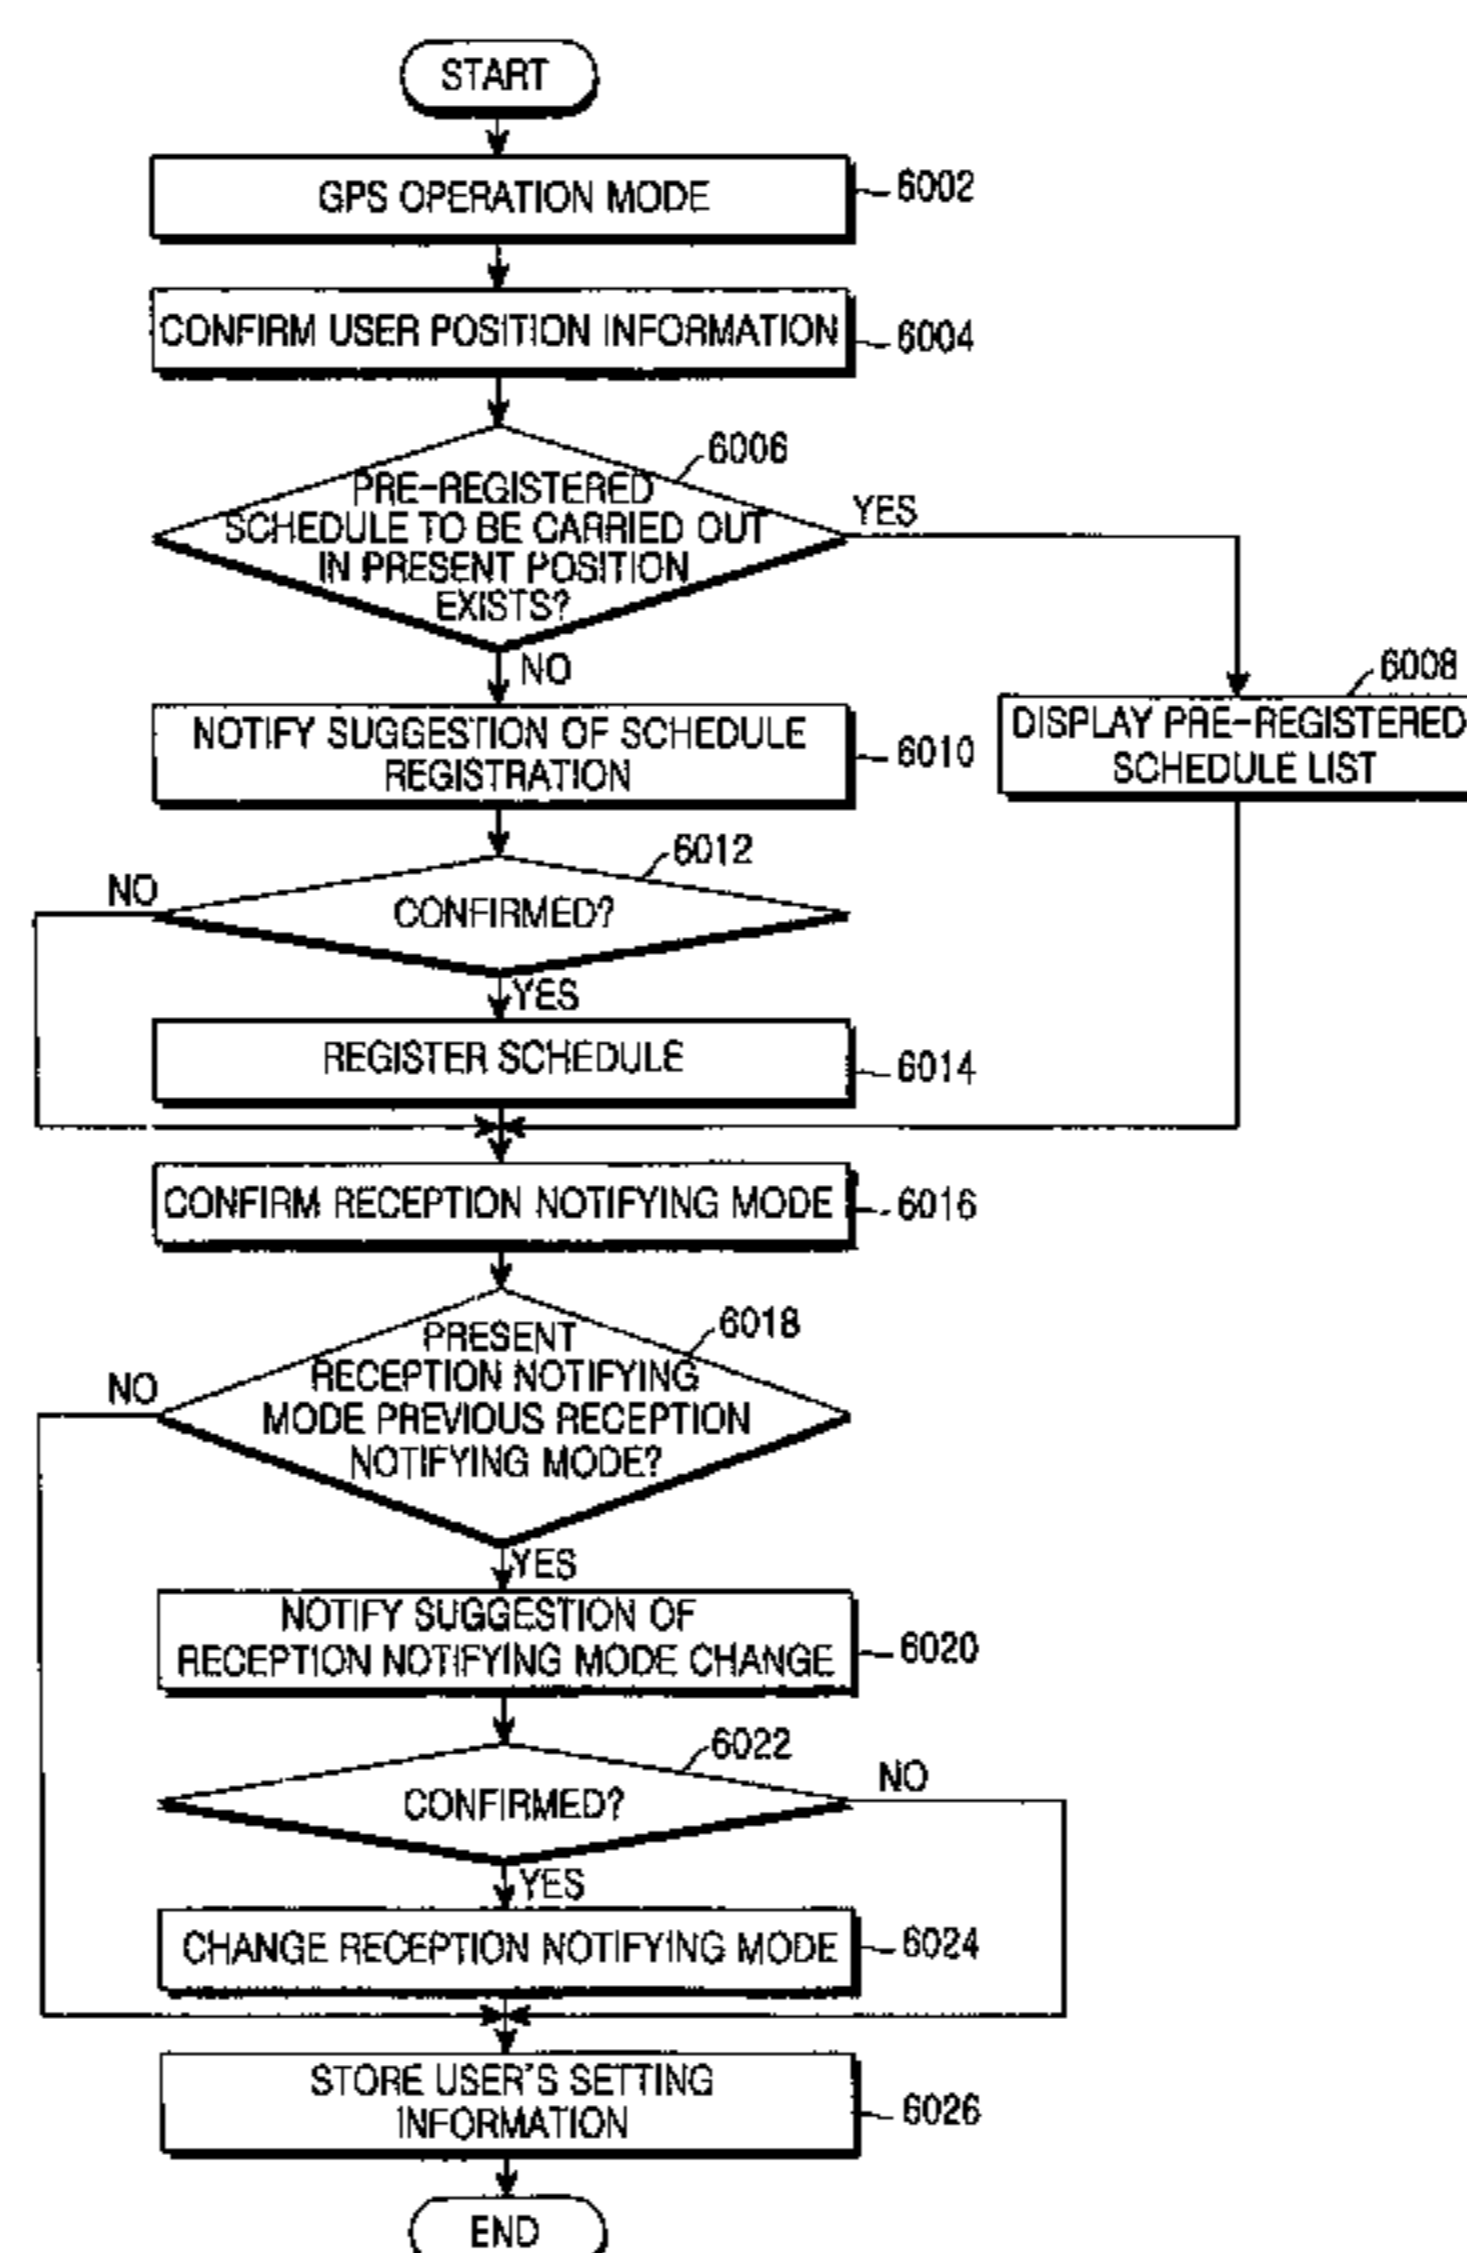 START
GPS OPERATION MODE
6002
CONFIRM USER POSITION INFORMATION
6004
6006
PRE-REGISTERED
SCHEDULE TO BE CARRIED OUT
IN PRESENT POSITION
EXISTS?
YES
NO
6008
DISPLAY PRE-REGISTERED
SCHEDULE LIST
NOTIFY SUGGESTION OF SCHEDULE
REGISTRATION
6010
6012
NO
CONFIRMED?
YES
REGISTER SCHEDULE
6014
CONFIRM RECEPTION NOTIFYING MODE
6016
6018
NO
PRESENT
RECEPTION NOTIFYING
MODE PREVIOUS RECEPTION
NOTIFYING MODE?
YES
NOTIFY SUGGESTION OF
RECEPTION NOTIFYING MODE CHANGE
6020
6022
CONFIRMED?
NO
YES
CHANGE RECEPTION NOTIFYING MODE
6024
STORE USER'S SETTING
INFORMATION
6026
END